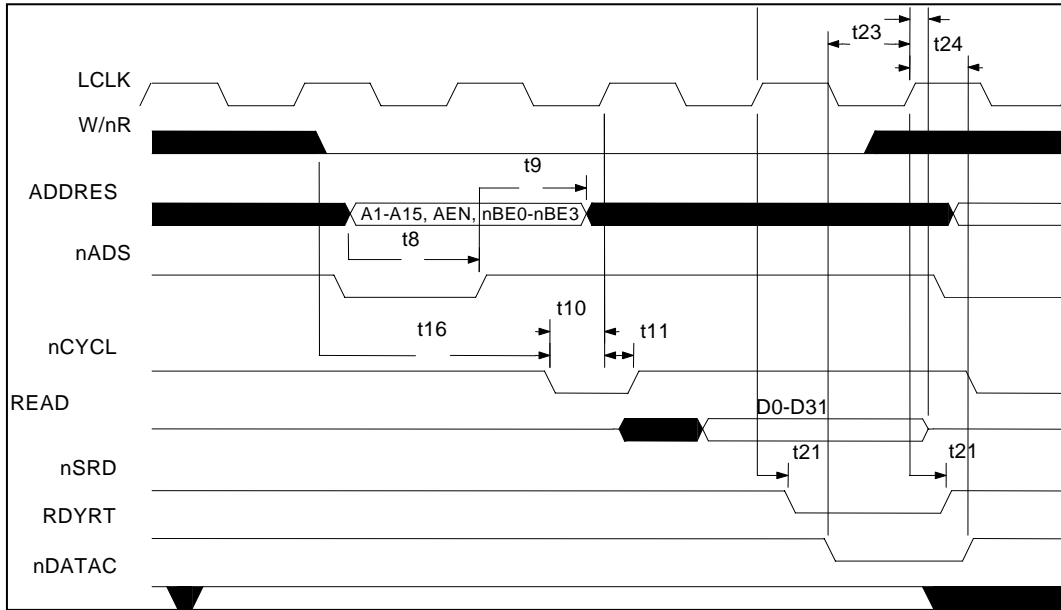 t23
t24
LCLK
W/nR
t9
ADDRES
A1-A15, AEN, nBE0-nBE3
t8
nADS
t10
t16
t11
nCYCL
READ
D0-D31
t21
t21
nSRD
RDYRT
nDATAC